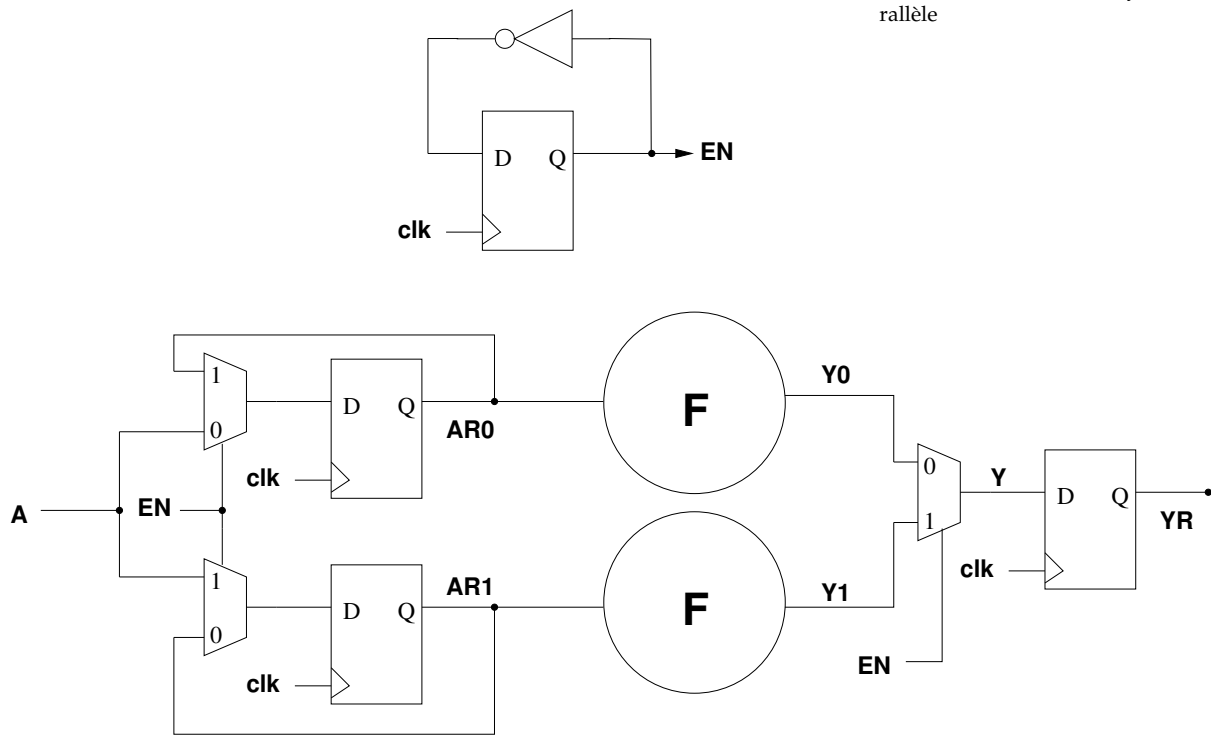 rallèle
D Q
EN
clk
1
0
D Q
AR0
clk
F
Y0
A
EN
1
0
D Q
AR1
clk
F
Y1
0
1
Y
EN
D Q
YR
clk